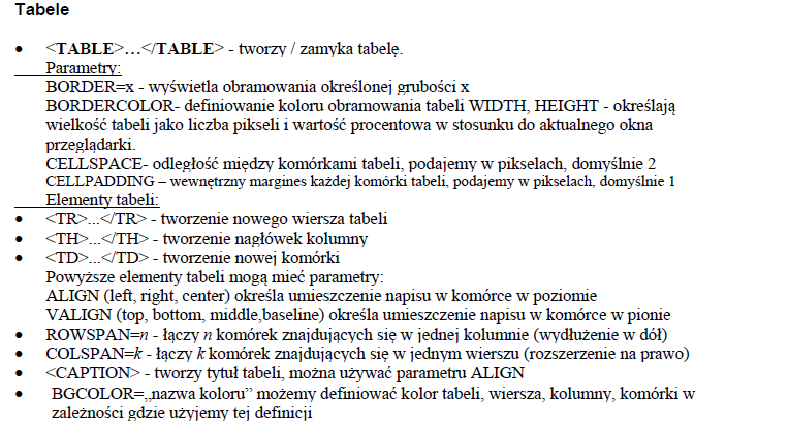 Tabele
• <TABLE>…</TABLE> - tworzy / zamyka tabelę.
Parametry:
BORDER=x - wyświetla obramowania określonej grubości x
BORDERCOLOR- definiowanie koloru obramowania tabeli WIDTH, HEIGHT - określają
wielkość tabeli jako liczba pikseli i wartość procentowa w stosunku do aktualnego okna
przeglądarki.
CELLSPACE- odległość między komórkami tabeli, podajemy w pikselach, domyślnie 2
CELLPADDING – wewnętrzny margines każdej komórki tabeli, podajemy w pikselach, domyślnie 1
Elementy tabeli:
• <TR>...</TR> - tworzenie nowego wiersza tabeli
• <TH>...</TH> - tworzenie nagłówek kolumny
• <TD>...</TD> - tworzenie nowej komórki
Powyższe elementy tabeli mogą mieć parametry:
ALIGN (left, right, center) określa umieszczenie napisu w komórce w poziomie
VALIGN (top, bottom, middle,baseline) określa umieszczenie napisu w komórce w pionie
• ROWSPAN=n - łączy n komórek znajdujących się w jednej kolumnie (wydłużenie w dół)
• COLSPAN=k - łączy k komórek znajdujących się w jednym wierszu (rozszerzenie na prawo)
• <CAPTION> - tworzy tytuł tabeli, można używać parametru ALIGN
• BGCOLOR=„nazwa koloru” możemy definiować kolor tabeli, wiersza, kolumny, komórki w
zależności gdzie użyjemy tej definicji